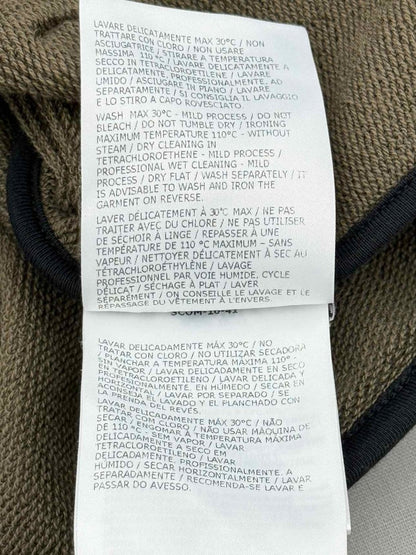 LAVARE DELICATAMENTE MAX 30°C / NON
TRATTARE CON CLORO / NON USARE
ASCIUGATRICE / STIRARE A TEMPERATURA
MASSIMA 110 °C / LAVARE DELICATAMENTE A
SECCO IN TETRACLOROETILENE / LAVARE
DELICATAMENTE, PROFESSIONALMENTE, AD
UMIDO / ASCIUGARE IN PIANO / LAVARE
SEPARATAMENTE / SI CONSIGLIA IL LAVAGGIO
E LO STIRO A CAPO ROVESCIATO.
WASH MAX 30°C - MILD PROCESS / DO NOT
BLEACH / DO NOT TUMBLE DRY / IRONING
MAXIMUM TEMPERATURE 110°C - WITHOUT
STEAM / DRY CLEANING IN
TETRACHLOROETHENE - MILD PROCESS /
PROFESSIONAL WET CLEANING - MILD
PROCESS / DRY FLAT / WASH SEPARATELY / IT
IS ADVISABLE TO WASH AND IRON THE
GARMENT ON REVERSE.
LAVER DÉLICATEMENT À 30°C MAX / NE PAS
TRAITER AVEC DU CHLORE / NE PAS UTILISER
DE SÉCHOIR À LINGE / REPASSER À UNE
TEMPÉRATURE DE 110 °C MAXIMUM – SANS
VAPEUR / NETTOYER DÉLICATEMENT À SEC AU
TÉTRACHLOROÉTHYLÈNE / LAVAGE
PROFESSIONNEL PAR VOIE HUMIDE, CYCLE
DÉLICAT / SÉCHAGE À PLAT / LAVER
SÉPARÉMENT / ON CONSEILLE LE LAVAGE ET LE
REPASSAGE DU VÊTEMENT À L'ENVERS
LAVAR DELICADAMENTE MÁX 30°C / NO
TRATAR CON CLORO / NO UTILIZAR SECADORA
/ PLANCHAR A TEMPERATURA MÁXIMA 110° -
SIN VAPOR / LAVAR DELICADAMENTE EN SECO
EN TETRACLOROETILENO / LAVAR DELICADA Y
PROFESIONALMENTE, EN HÚMEDO / SECAR EN
HORIZONTAL / LAVAR POR SEPARADO / SE
ACONSEJA EL LAVADO Y EL PLANCHADO CON
LA PRENDA DEL REVÉS.
LAVAR DELICADAMENTE MÁX 30°C / NÃO
TRATAR COM CLORO / NÃO USAR MÁQUINA DE
SECAR/ ENGOMAR A TEMPERATURA MÁXIMA
DE 110 °C - SEM VAPOR / LAVAR
DELICADAMENTE A SECO EM
TETRACLOROETILENO / LAVAR
DELICADAMENTE, PROFISSIONALMENTE, A
HÚMIDO / SECAR HORIZONTALMENTE / LAVAR
SEPARADAMENTE / RECOMENDA-SE LAVAR E
PASSAR DO AVESSO.